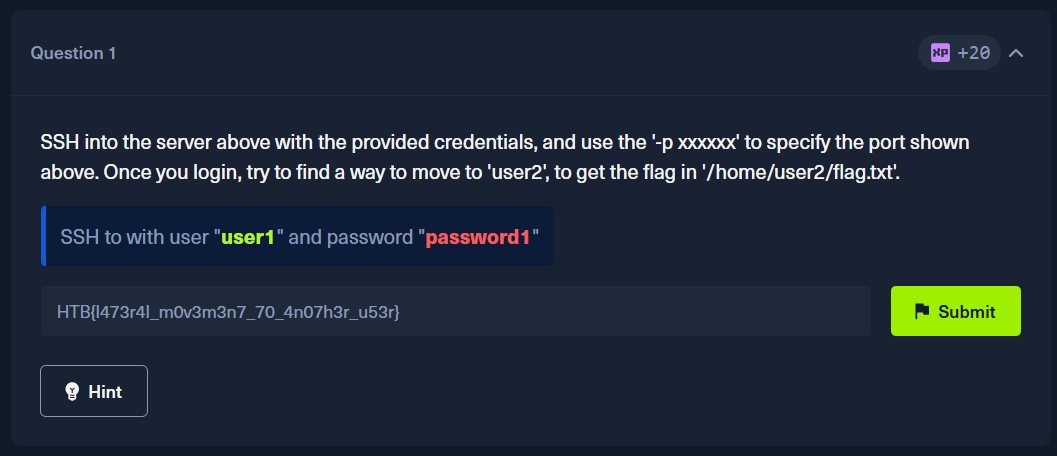 Question 1
XP +20
SSH into the server above with the provided credentials, and use the '-p xxxxxx' to specify the port shown
above. Once you login, try to find a way to move to 'user2', to get the flag in '/home/user2/flag.txt'.
SSH to with user "user1" and password "password1"
HTB{l473r4l_m0v3m3n7_70_4n07h3r_u53r}
Submit
Hint